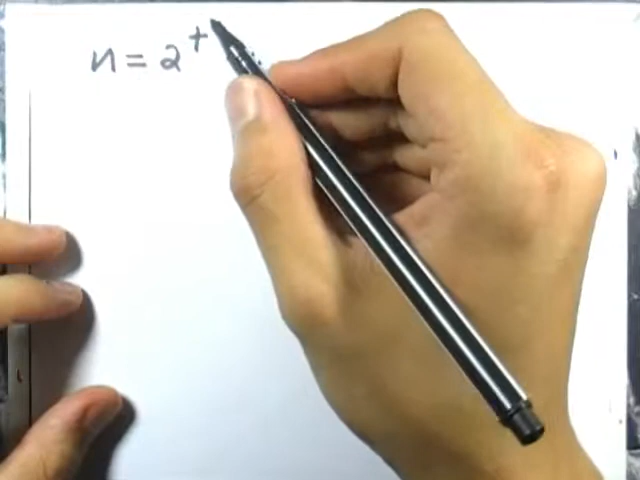 n = 2^t